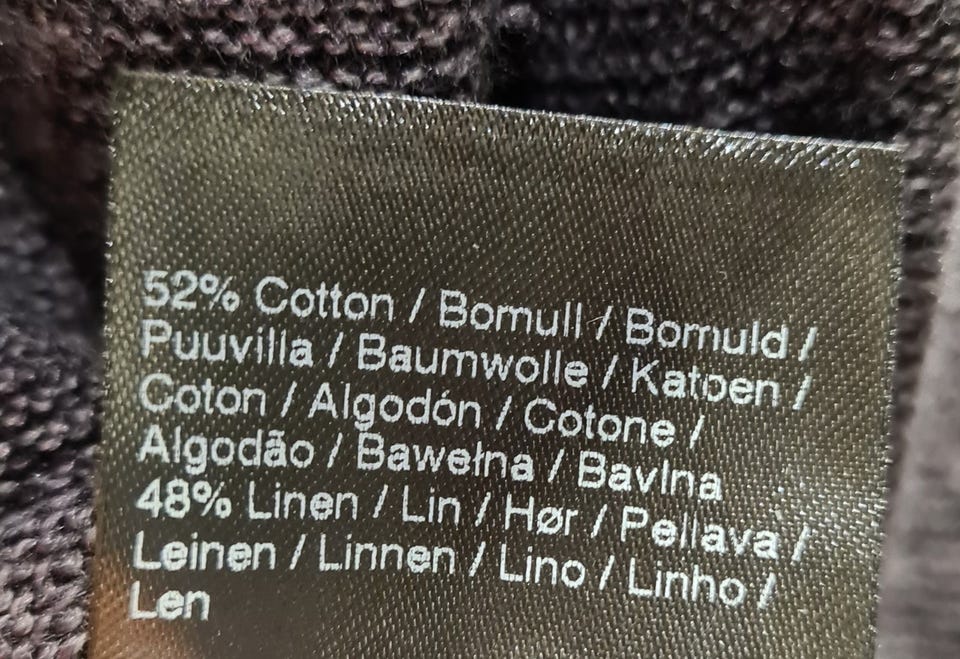 52% Cotton / Bomull / Bomuld /
Puuvilla / Baumwolle / Katoen /
Coton / Algodón / Cotone /
Algodão / Bawełna / Bavlna
48% Linen / Lin / Hør / Pellava /
Leinen / Linnen / Lino / Linho /
Len